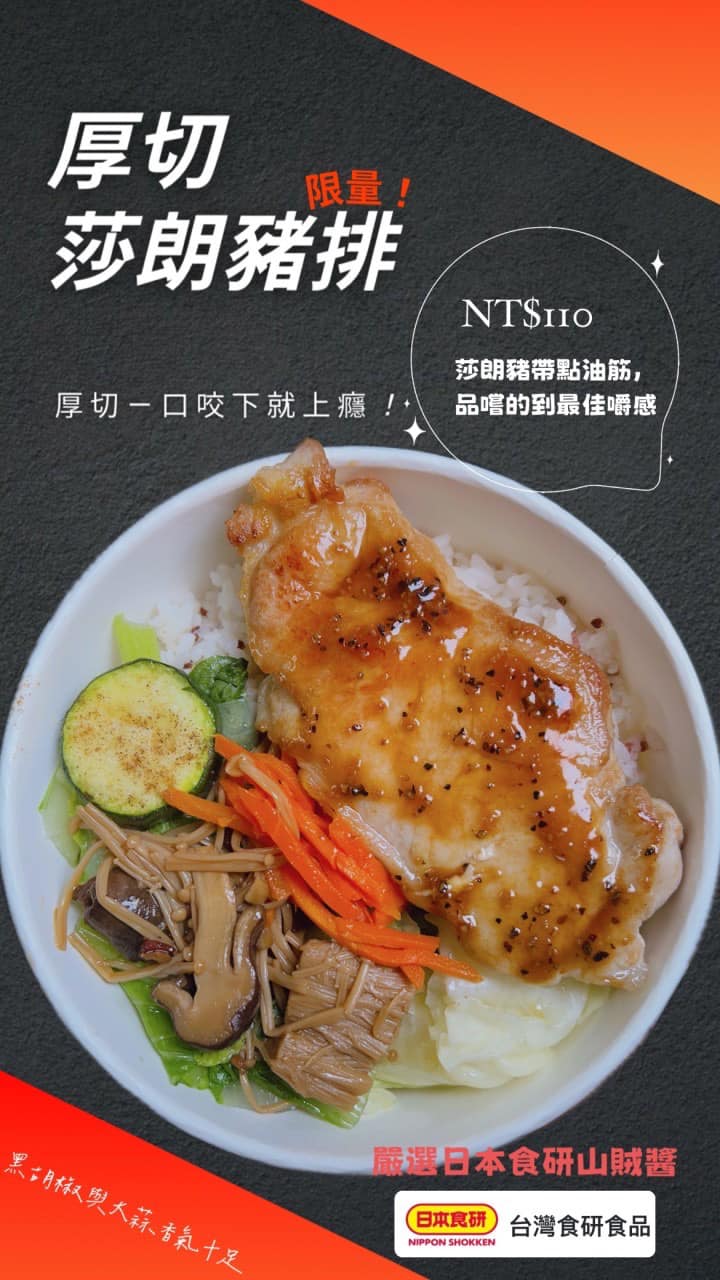 厚切
限量！
莎朗豬排
NT$110
莎朗豬帶點油筋，
品嚐的到最佳嚼感
厚切一口咬下就上癮！
嚴選日本食研山賊醬
黑胡椒與大蒜香氣十足
日本食研
NIPPON SHOKKEN
台灣食研食品